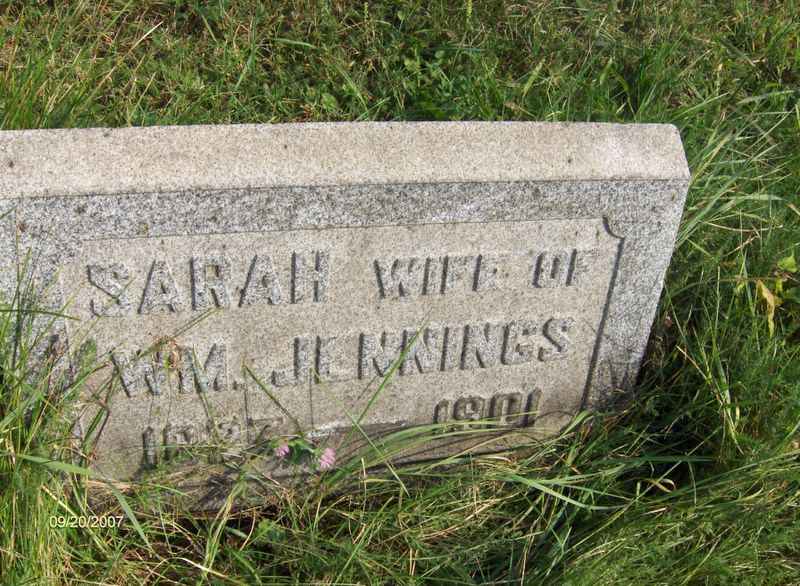 SARAH WIFE OF
WM. JENNINGS
1901
09/20/2007